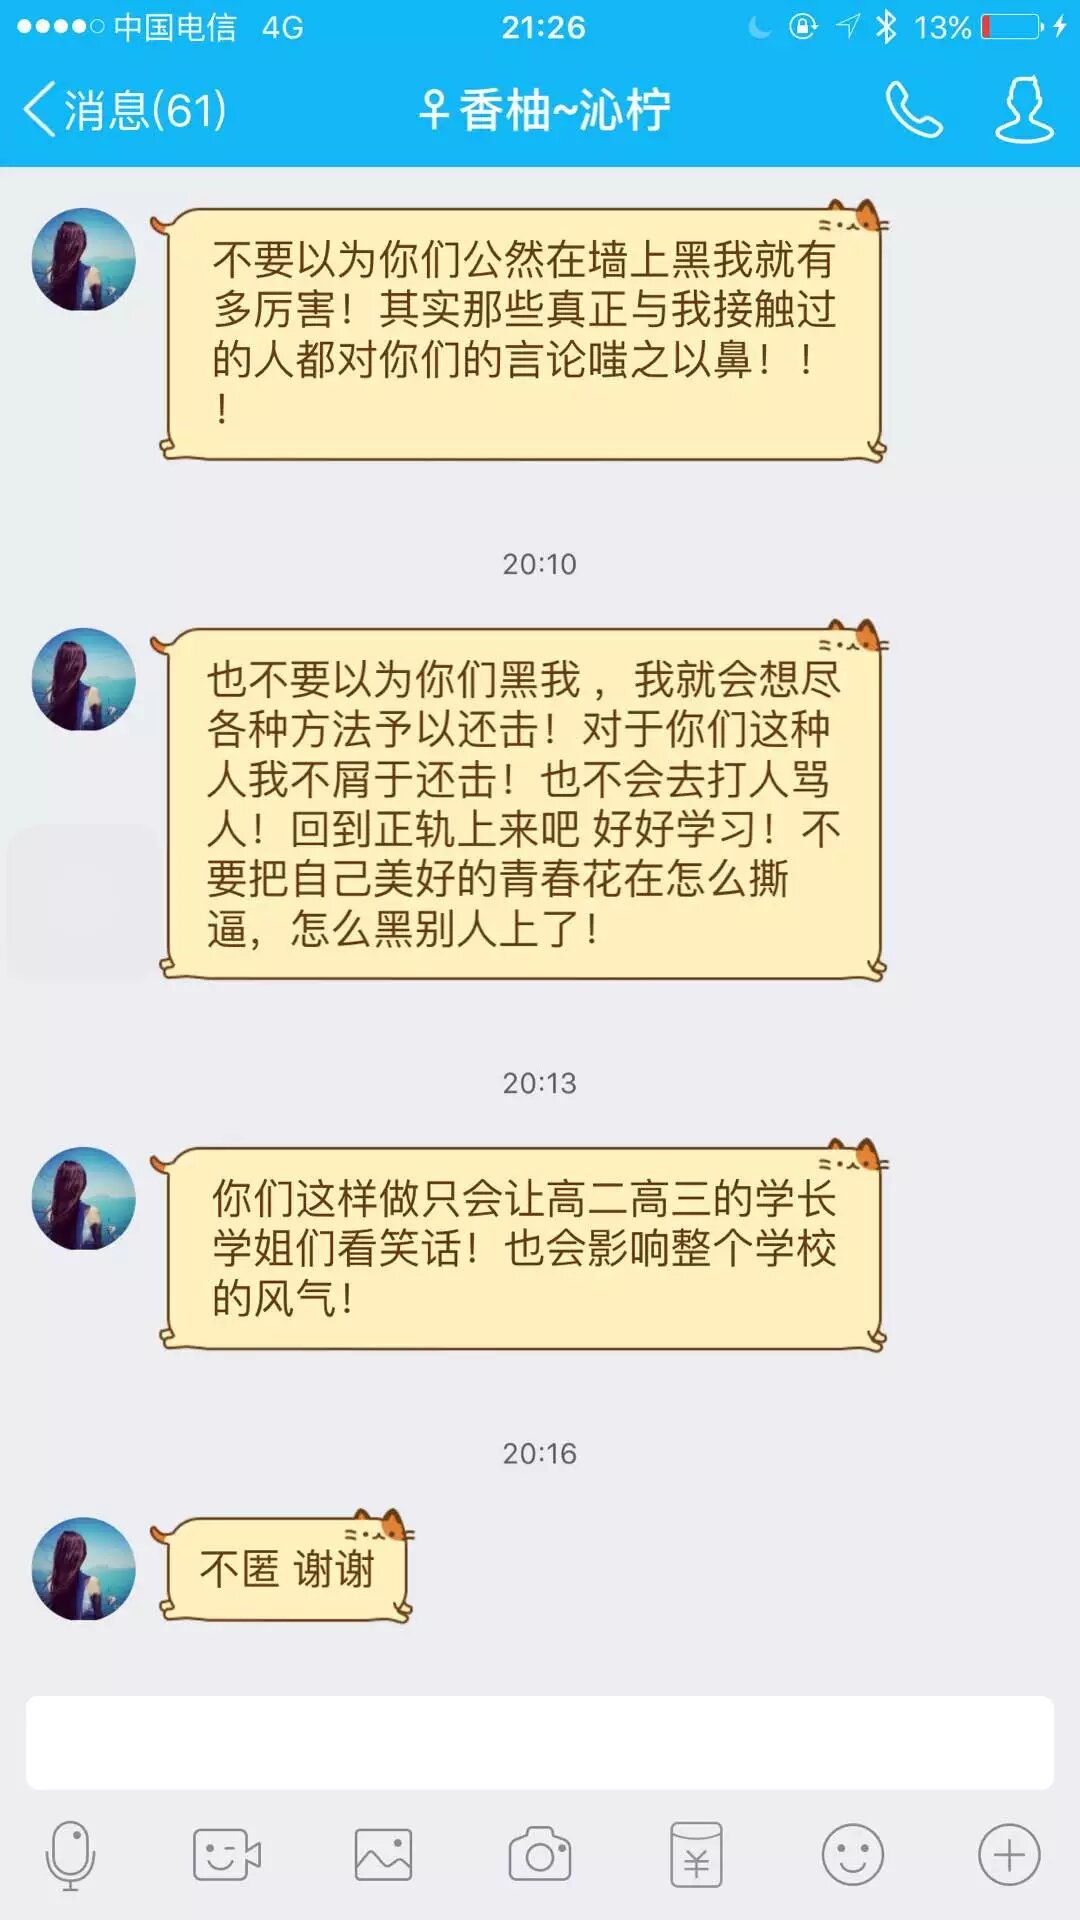 中国电信 4G 21:26 13%
消息(61) ♀香柚~沁柠
不要以为你们公然在墙上黑我就有
多厉害！其实那些真正与我接触过
的人都对你们的言论嗤之以鼻！！
！
20:10
也不要以为你们黑我，我就会想尽
各种方法予以还击！对于你们这种
人我不屑于还击！也不会去打人骂
人！回到正轨上来吧 好好学习！不
要把自己美好的青春花在怎么撕
逼，怎么黑别人上了！
20:13
你们这样做只会让高二高三的学长
学姐们看笑话！也会影响整个学校
的风气！
20:16
不匿 谢谢